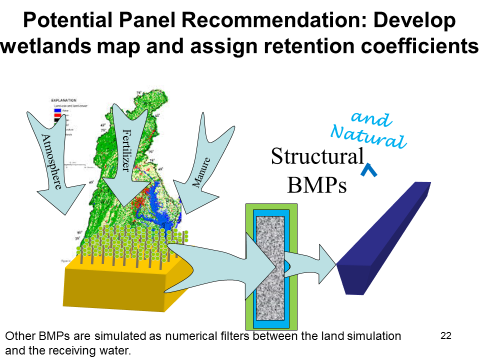 Potential Panel Recommendation: Develop
wetlands map and assign retention coefficients
EXPLANATION
Atmosphere
Fertilizer
Manure
and
Natural
Structural
BMPs
Other BMPs are simulated as numerical filters between the land simulation
and the receiving water.
22